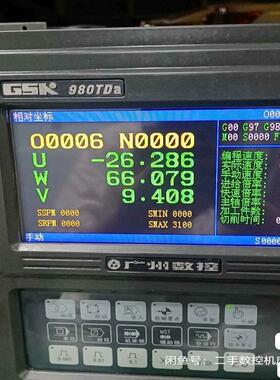 GSK 980TDa
相对坐标 O00
O0006 N0000
G00 G97 G98
M00 S0000 F
U -26.286
W 66.079
V 9.408
编程速度:
实际速度:
手动速度:
进给倍率:
快速倍率:
主轴倍率:
加工件数:
切削时间:
SSPM 0000 SMIN 0000
SRPM 0000 SMAX 3100
手动 S0000
广州数控
闲鱼号: 二手数控机